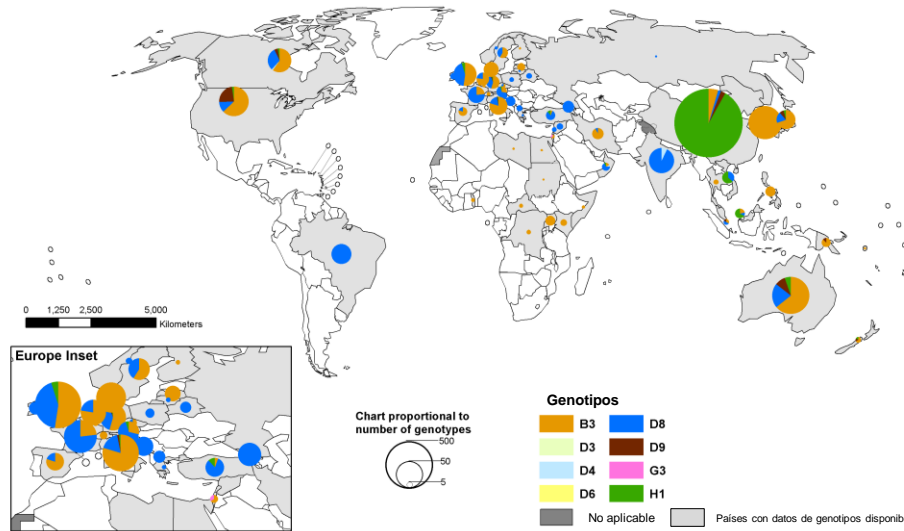 0
1,250
2,500
5,000
Kilometers
Europe Inset
Chart proportional to
number of genotypes
500
50
5
Genotipos
B3
D8
D3
D9
D4
G3
D6
H1
No aplicable
Países con datos de genotipos disponib